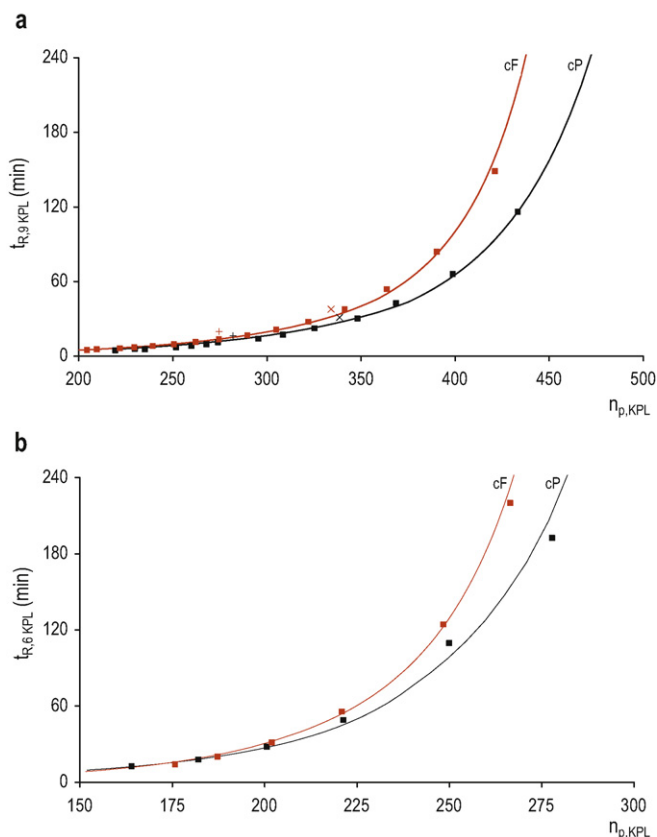 a
240
180
120
60
0
t_R,9 KPL (min)
cF
cP
200 250 300 350 400 450 500
n_p,KPL
b
240
180
120
60
0
t_R,6 KPL (min)
cF
cP
150 175 200 225 250 275 300
n_p,KPL